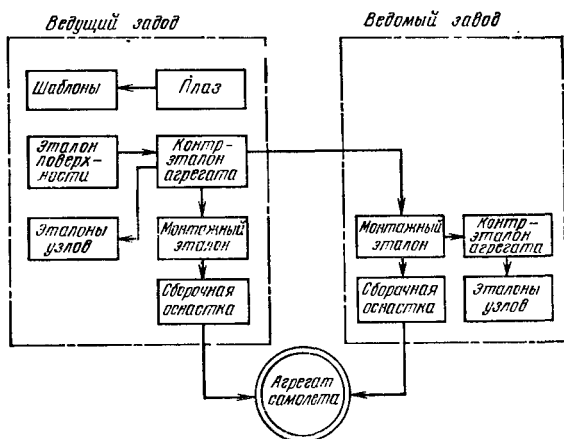 Ведущий завод
Ведомый завод
Шаблоны
Плаз
Эталон
поверх-
ности
Контр-
эталон
агрегата
Эталоны
узлов
Монтажный
эталон
Монтажный
эталон
Контр-
эталон
агрегата
Сборочная
оснастка
Сборочная
оснастка
Эталоны
узлов
Агрегат
самолета